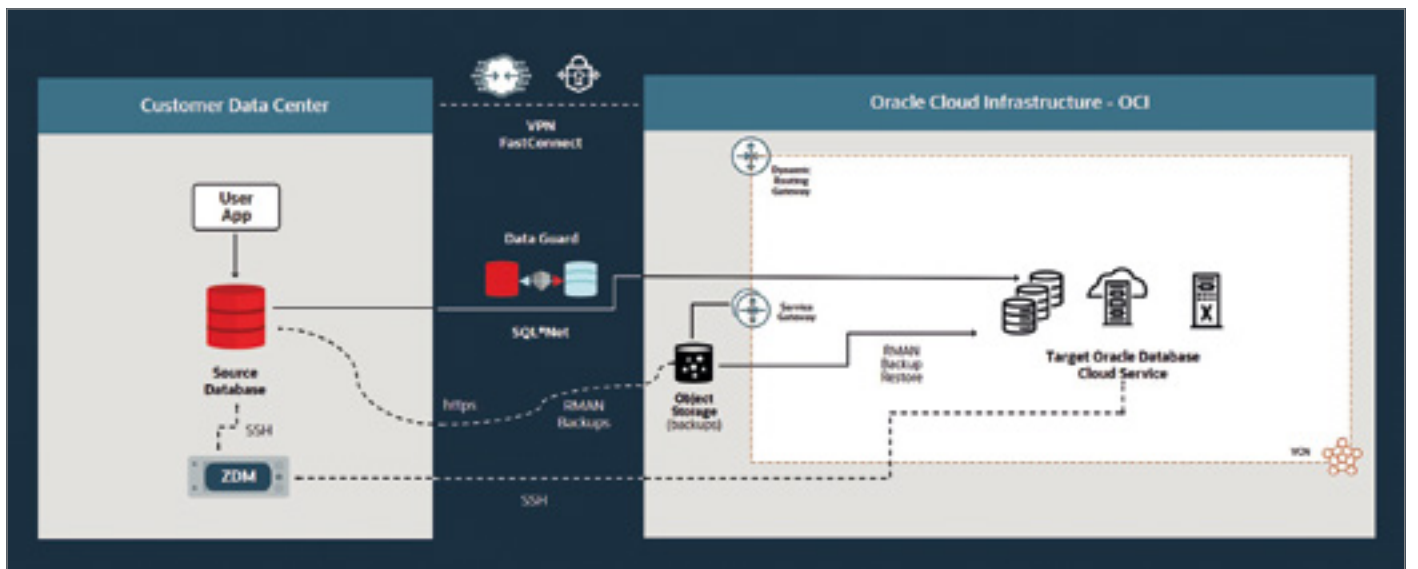 Customer Data Center
VPN
FastConnect
Oracle Cloud Infrastructure - OCI
Dynamic
Routing
Gateway
User
App
Data Guard
SQL*Net
Service
Gateway
Source
Database
https
RMAN
Backups
Object
Storage
(backups)
RMAN
Backup
Restore
Target Oracle Database
Cloud Service
SSH
ZDM
SSH
VCN
X